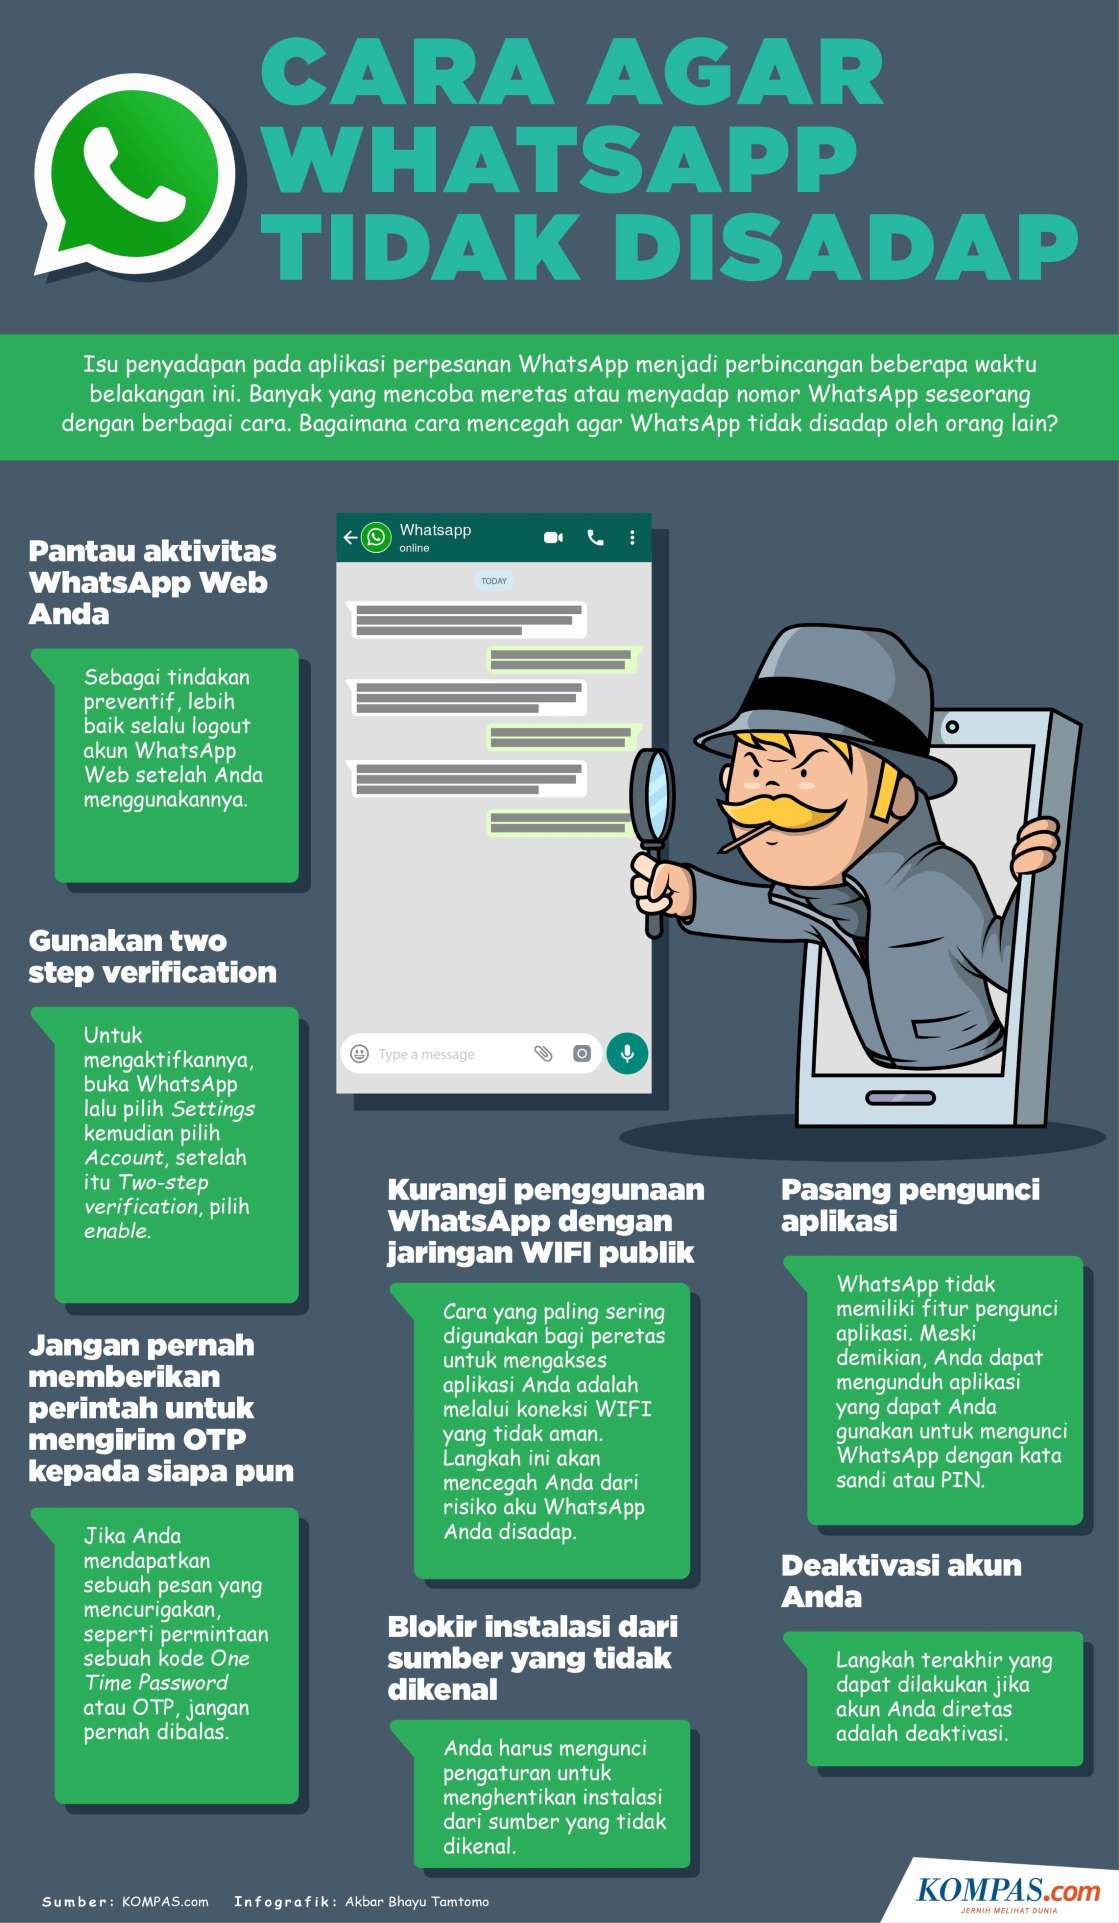 CARA AGAR
WHATSAPP
TIDAK DISADAP
Isu penyadapan pada aplikasi perpesanan WhatsApp menjadi perbincangan beberapa waktu
belakangan ini. Banyak yang mencoba meretas atau menyadap nomor WhatsApp seseorang
dengan berbagai cara. Bagaimana cara mencegah agar WhatsApp tidak disadap oleh orang lain?
Pantau aktivitas
WhatsApp Web
Anda
Sebagai tindakan
preventif, lebih
baik selalu logout
akun WhatsApp
Web setelah Anda
menggunakannya.
Gunakan two
step verification
Untuk
mengaktifkannya,
buka WhatsApp
lalu pilih Settings
kemudian pilih
Account, setelah
itu Two-step
verification, pilih
enable.
Jangan pernah
memberikan
perintah untuk
mengirim OTP
kepada siapa pun
Jika Anda
mendapatkan
sebuah pesan yang
mencurigakan,
seperti permintaan
sebuah kode One
Time Password
atau OTP, jangan
pernah dibalas.
Whatsapp
online
TODAY
Type a message
Kurangi penggunaan
WhatsApp dengan
jaringan WIFI publik
Cara yang paling sering
digunakan bagi peretas
untuk mengakses
aplikasi Anda adalah
melalui koneksi WIFI
yang tidak aman.
Langkah ini akan
mencegah Anda dari
risiko aku WhatsApp
Anda disadap.
Blokir instalasi dari
sumber yang tidak
dikenal
Anda harus mengunci
pengaturan untuk
menghentikan instalasi
dari sumber yang tidak
dikenal.
Pasang pengunci
aplikasi
WhatsApp tidak
memiliki fitur pengunci
aplikasi. Meski
demikian, Anda dapat
mengunduh aplikasi
yang dapat Anda
gunakan untuk mengunci
WhatsApp dengan kata
sandi atau PIN.
Deaktivasi akun
Anda
Langkah terakhir yang
dapat dilakukan jika
akun Anda diretas
adalah deaktivasi.
Sumber: KOMPAS.com Infografik: Akbar Bhayu Tamtomo
KOMPAS.com
JERNIH MELIHAT DUNIA